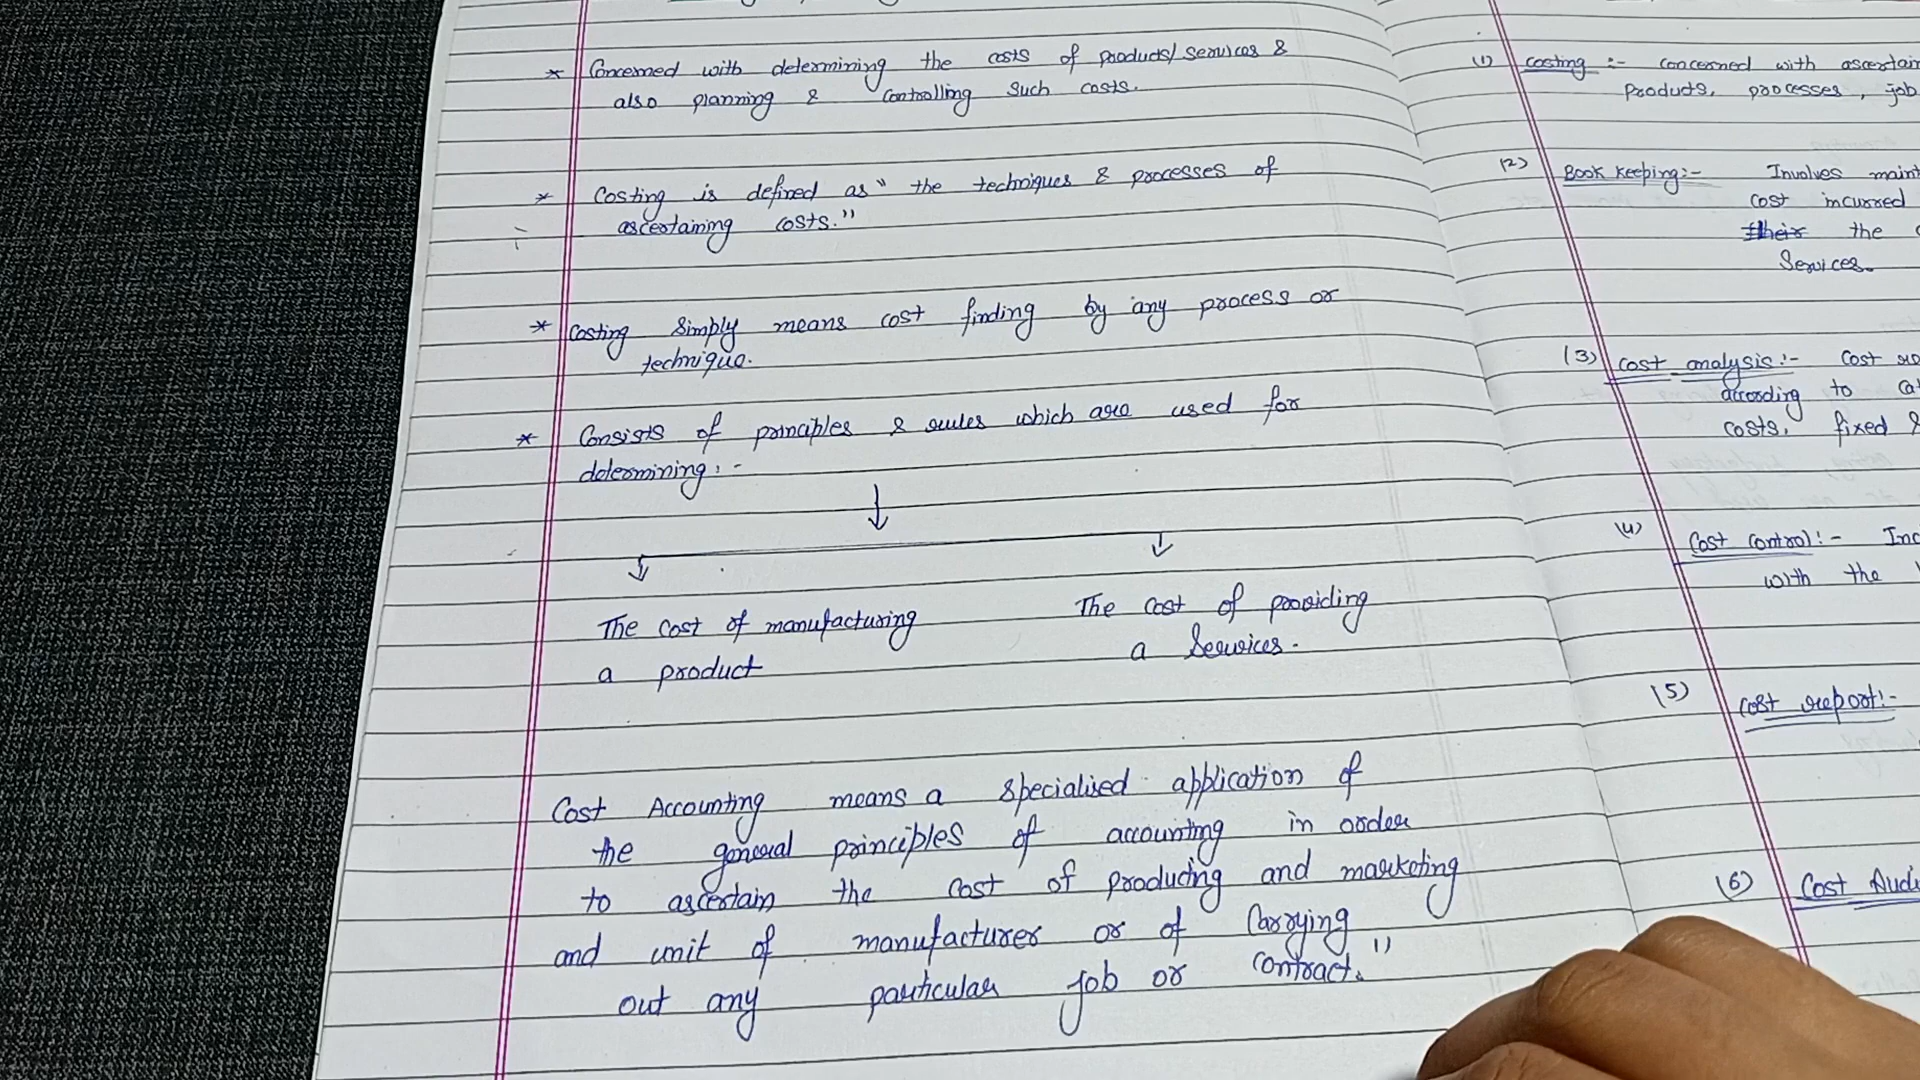 * Concerned with determining the costs of products/services &
also planning & controlling such costs.
* Costing is defined as " the techniques & processes of
ascertaining costs."
* Costing simply means cost finding by any process or
technique.
* Consists of principles & rules which are used for
determining :-
The cost of manufacturing
a product
The cost of providing
a services.
Cost Accounting means a specialised application of
the general principles of accounting in order
to ascertain the cost of producing and marketing
and unit of manufacturer or of carrying
out any particular job or contract."
(1) costing :- concerned with ascertain
products, processes, job
(2) Book keeping:- Involves maint
cost incurred
their the
Services.
(3) cost analysis:- Cost
according to
costs, fixed &
(4) Cost control:- Inc
with the
(5) cost report:-
(6) Cost Audi